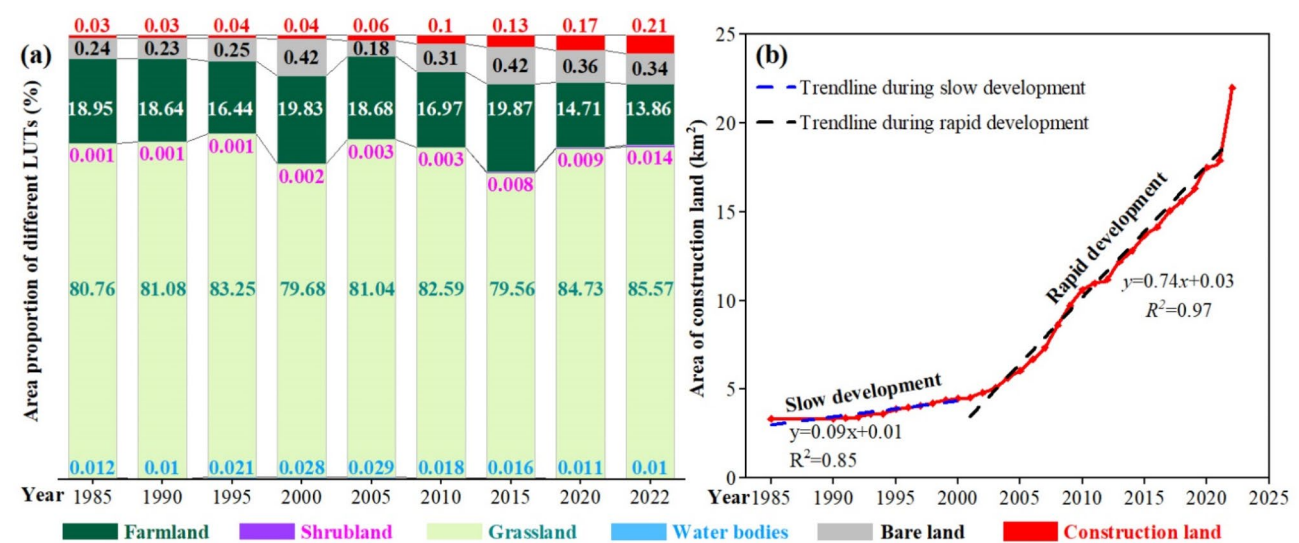 Area proportion of different LUTs (%)
(a)
0.03 0.03 0.04 0.04 0.06 0.1 0.13 0.17 0.21
0.24 0.23 0.25 0.42 0.18 0.31 0.42 0.36 0.34
18.95 18.64 16.44 19.83 18.68 16.97 19.87 14.71 13.86
0.001 0.001 0.001 0.002 0.003 0.003 0.008 0.009 0.014
80.76 81.08 83.25 79.68 81.04 82.59 79.56 84.73 85.57
0.012 0.01 0.021 0.028 0.029 0.018 0.016 0.011 0.01
Year 1985 1990 1995 2000 2005 2010 2015 2020 2022
Area of construction land (km²)
25
20
15
10
5
0
(b)
Trendline during slow development
Trendline during rapid development
Rapid development
y=0.74x+0.03
R²=0.97
Slow development
y=0.09x+0.01
R²=0.85
Year 1985 1990 1995 2000 2005 2010 2015 2020 2025
Farmland Shrubland Grassland Water bodies Bare land Construction land